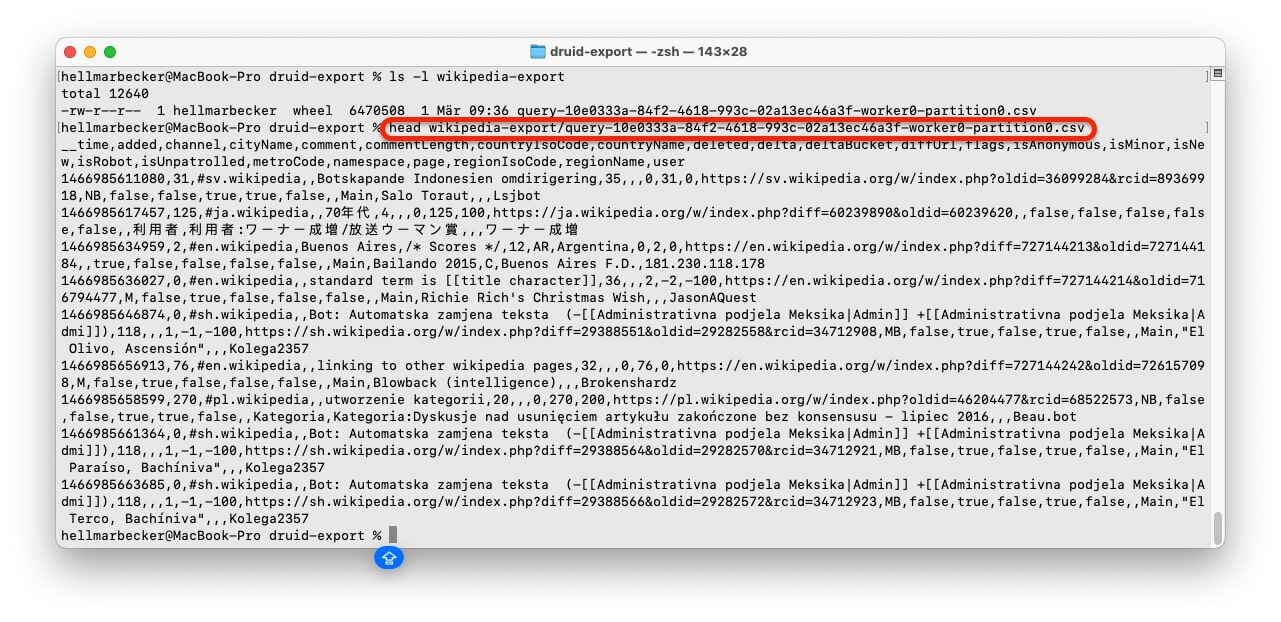 druid-export — -zsh — 143×28
[hellmarbecker@MacBook-Pro druid-export % ls -l wikipedia-export ]
total 12640
-rw-r--r--  1 hellmarbecker  wheel  6470508  1 Mär 09:36 query-10e0333a-84f2-4618-993c-02a13ec46a3f-worker0-partition0.csv
[hellmarbecker@MacBook-Pro druid-export % head wikipedia-export/query-10e0333a-84f2-4618-993c-02a13ec46a3f-worker0-partition0.csv ]
__time,added,channel,cityName,comment,commentLength,countryIsoCode,countryName,deleted,delta,deltaBucket,diffUrl,flags,isAnonymous,isMinor,isNe
w,isRobot,isUnpatrolled,metroCode,namespace,page,regionIsoCode,regionName,user
1466985611080,31,#sv.wikipedia,,Botskapande Indonesien omdirigering,35,,,0,31,0,https://sv.wikipedia.org/w/index.php?oldid=36099284&rcid=893699
18,NB,false,false,true,true,false,,Main,Salo Toraut,,,Lsjbot
1466985617457,125,#ja.wikipedia,,70年代,4,,,0,125,100,https://ja.wikipedia.org/w/index.php?diff=60239890&oldid=60239620,,false,false,false,fals
e,false,,利用者,利用者:ワーナー成増/放送ウーマン賞,,,ワーナー成増
1466985634959,2,#en.wikipedia,Buenos Aires,/* Scores */,12,AR,Argentina,0,2,0,https://en.wikipedia.org/w/index.php?diff=727144213&oldid=7271441
84,,true,false,false,false,false,,Main,Bailando 2015,C,Buenos Aires F.D.,181.230.118.178
1466985636027,0,#en.wikipedia,,standard term is [[title character]],36,,,2,-2,-100,https://en.wikipedia.org/w/index.php?diff=727144214&oldid=71
6794477,M,false,true,false,false,false,,Main,Richie Rich's Christmas Wish,,,JasonAQuest
1466985646874,0,#sh.wikipedia,,Bot: Automatska zamjena teksta  (-[[Administrativna podjela Meksika|Admin]] +[[Administrativna podjela Meksika|A
dmi]]),118,,,1,-1,-100,https://sh.wikipedia.org/w/index.php?diff=29388551&oldid=29282558&rcid=34712908,MB,false,true,false,true,false,,Main,"El
 Olivo, Ascensión",,,Kolega2357
1466985656913,76,#en.wikipedia,,linking to other wikipedia pages,32,,,0,76,0,https://en.wikipedia.org/w/index.php?diff=727144242&oldid=72615709
8,M,false,true,false,false,false,,Main,Blowback (intelligence),,,Brokenshardz
1466985658599,270,#pl.wikipedia,,utworzenie kategorii,20,,,0,270,200,https://pl.wikipedia.org/w/index.php?oldid=46204477&rcid=68522573,NB,false
,false,true,true,false,,Kategoria,Kategoria:Dyskusje nad usunięciem artykułu zakończone bez konsensusu − lipiec 2016,,,Beau.bot
1466985661364,0,#sh.wikipedia,,Bot: Automatska zamjena teksta  (-[[Administrativna podjela Meksika|Admin]] +[[Administrativna podjela Meksika|A
dmi]]),118,,,1,-1,-100,https://sh.wikipedia.org/w/index.php?diff=29388564&oldid=29282570&rcid=34712921,MB,false,true,false,true,false,,Main,"El
 Paraíso, Bachíniva",,,Kolega2357
1466985663685,0,#sh.wikipedia,,Bot: Automatska zamjena teksta  (-[[Administrativna podjela Meksika|Admin]] +[[Administrativna podjela Meksika|A
dmi]]),118,,,1,-1,-100,https://sh.wikipedia.org/w/index.php?diff=29388566&oldid=29282572&rcid=34712923,MB,false,true,false,true,false,,Main,"El
 Terco, Bachíniva",,,Kolega2357
hellmarbecker@MacBook-Pro druid-export %